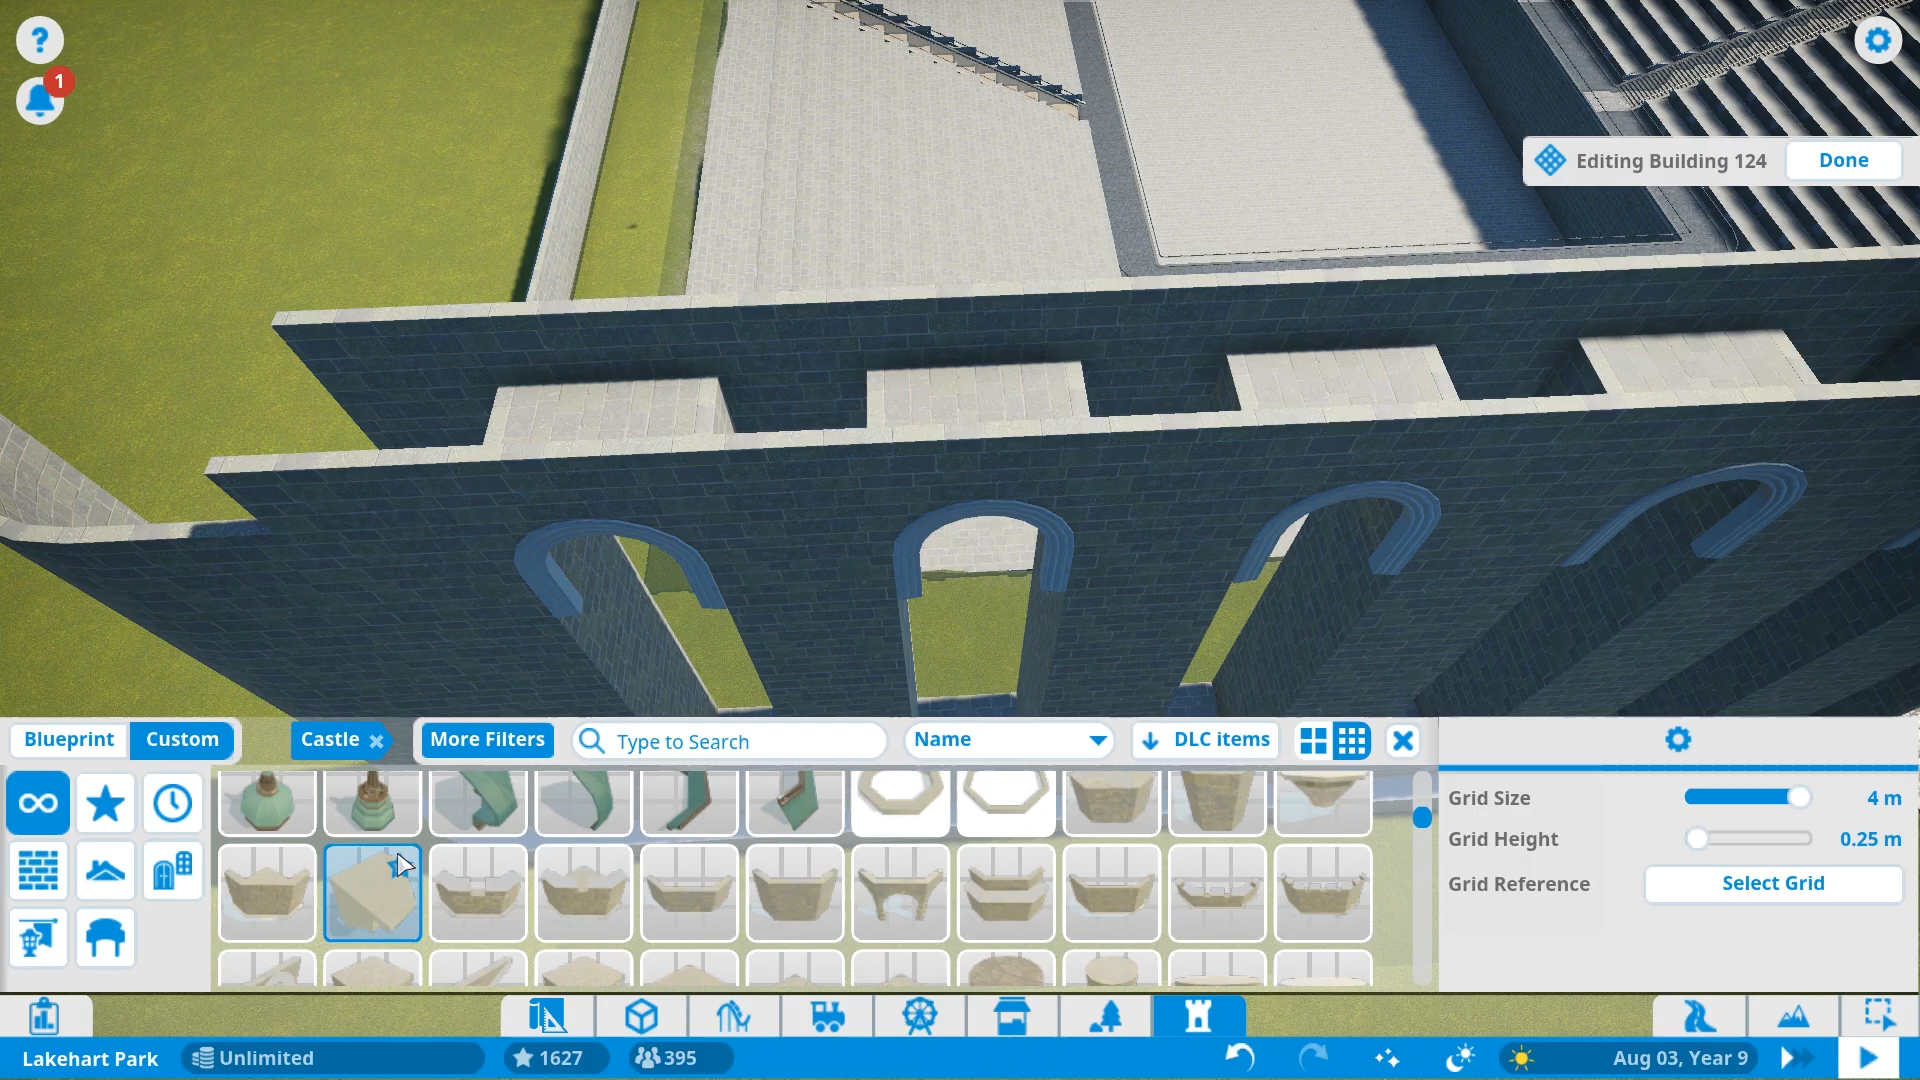 ?
1
Editing Building 124
Done
Blueprint
Custom
Castle
More Filters
Type to Search
Name
DLC items
Grid Size
4 m
Grid Height
0.25 m
Grid Reference
Select Grid
Lakehart Park
Unlimited
1627
395
Aug 03, Year 9